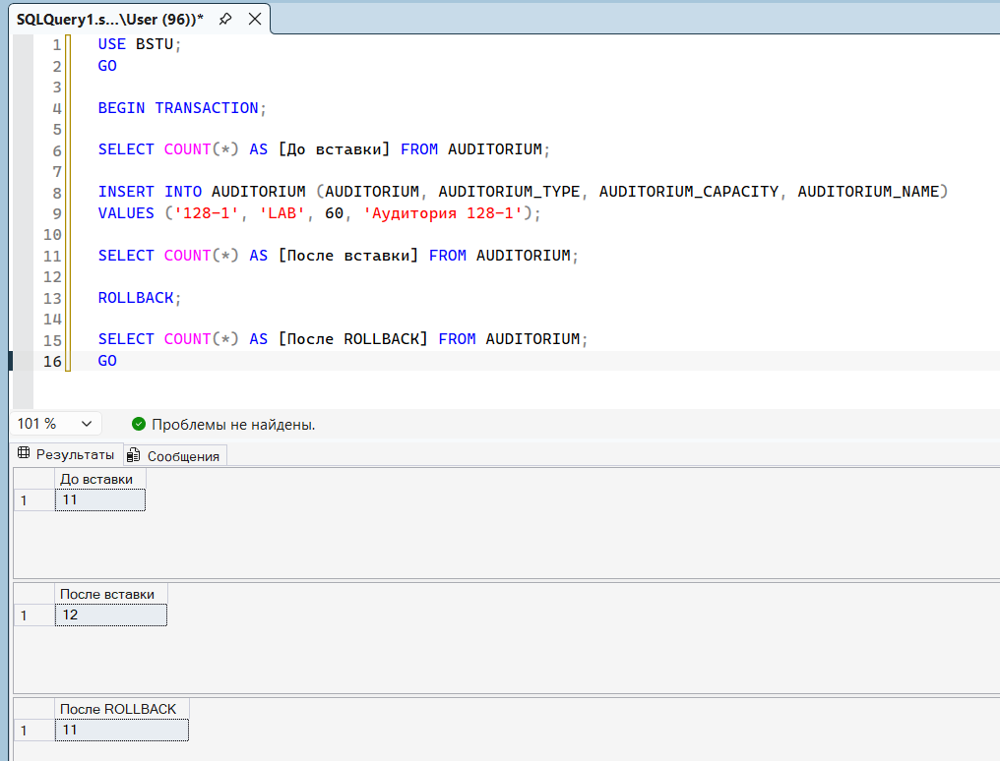 SQLQuery1.s...\User (96))*
1 USE BSTU;
2 GO
3
4 BEGIN TRANSACTION;
5
6 SELECT COUNT(*) AS [До вставки] FROM AUDITORIUM;
7
8 INSERT INTO AUDITORIUM (AUDITORIUM, AUDITORIUM_TYPE, AUDITORIUM_CAPACITY, AUDITORIUM_NAME)
9 VALUES ('128-1', 'LAB', 60, 'Аудитория 128-1');
10
11 SELECT COUNT(*) AS [После вставки] FROM AUDITORIUM;
12
13 ROLLBACK;
14
15 SELECT COUNT(*) AS [После ROLLBACK] FROM AUDITORIUM;
16 GO
101 % Проблемы не найдены.
Результаты Сообщения
До вставки
1 11
После вставки
1 12
После ROLLBACK
1 11